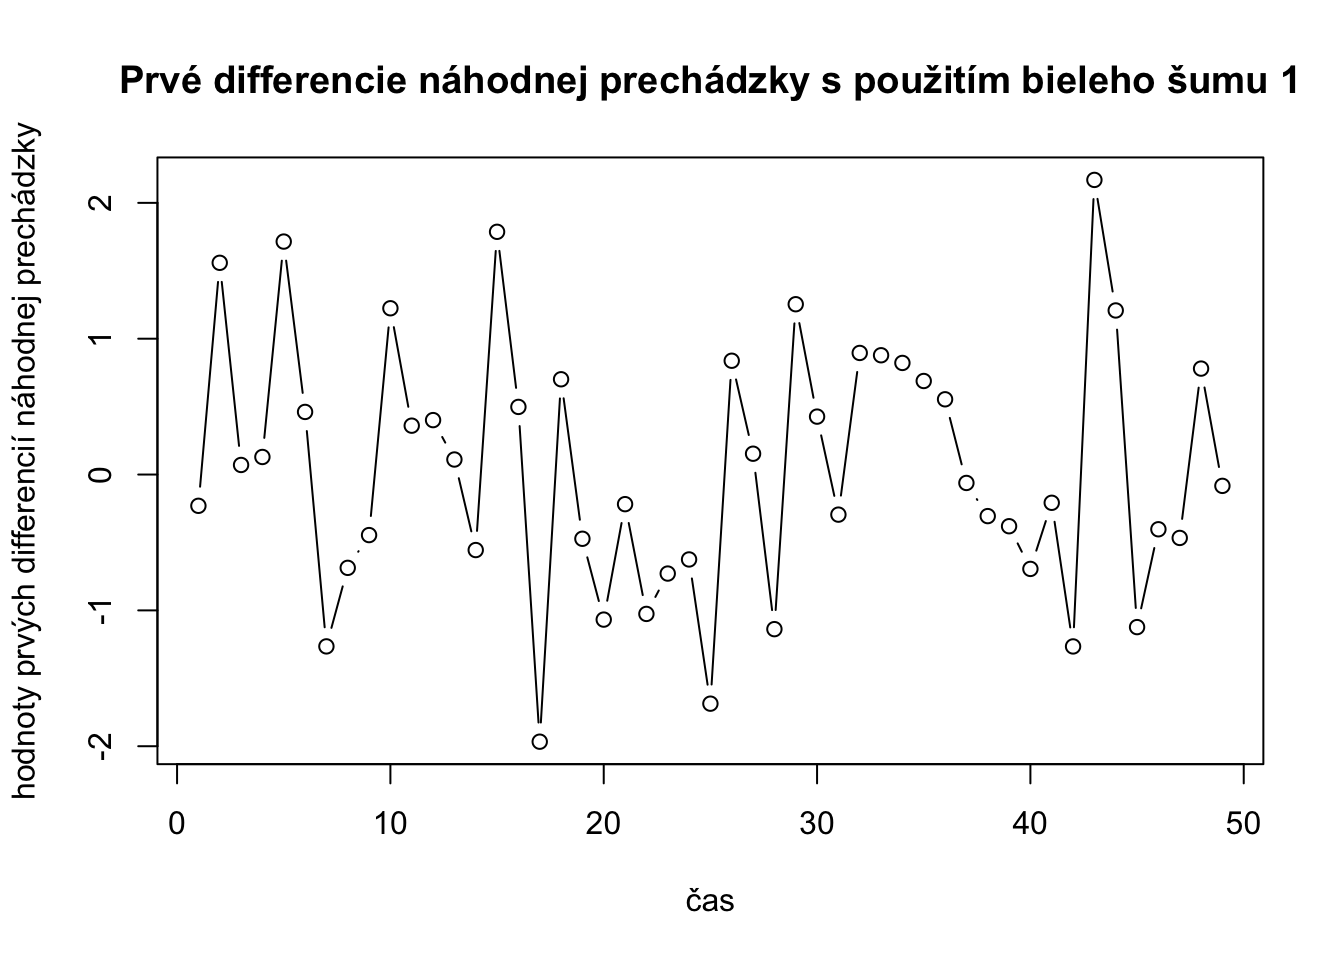 Prvé differencie náhodnej prechádzky s použitím bieleho šumu 1
hodnoty prvých differencií náhodnej prechádzky
2
1
0
-1
-2
0 10 20 30 40 50
čas